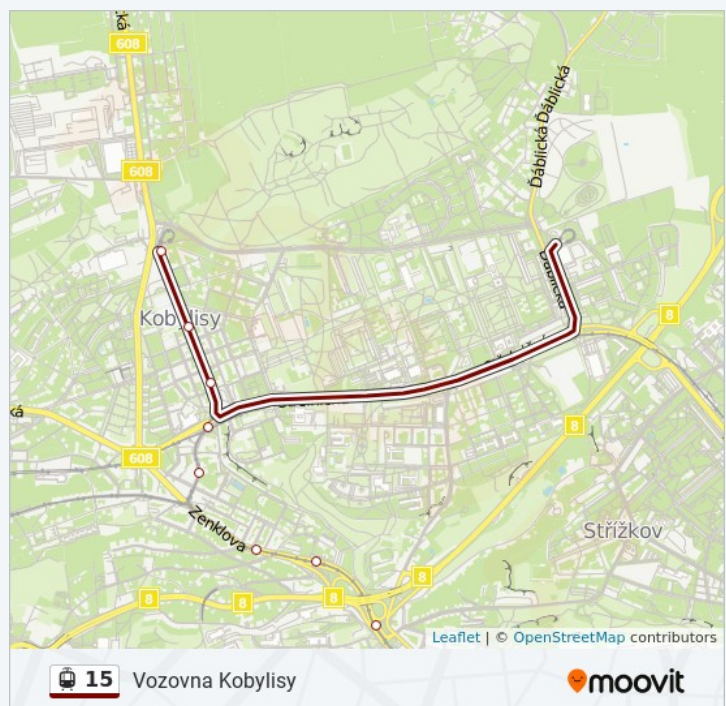 608
608
Ďáblická Ďáblická
Ďáblická
Kobylisy
8
8
608
Zenklova
Střížkov
8
8
8
8
Leaflet | © OpenStreetMap contributors
15 Vozovna Kobylisy
moovit